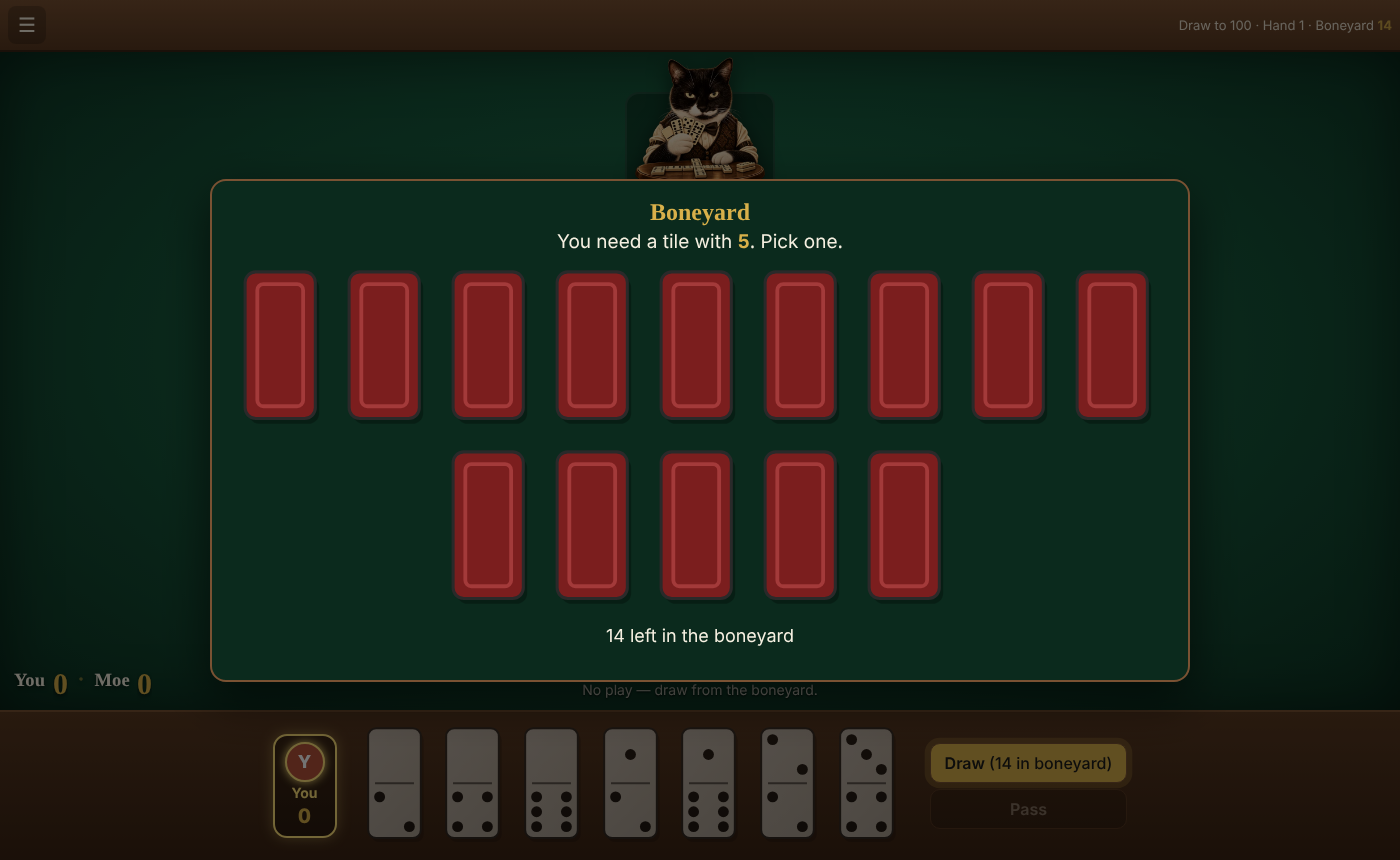 ☰
Draw to 100 · Hand 1 · Boneyard 14
Boneyard
You need a tile with 5. Pick one.
14 left in the boneyard
You 0 · Moe 0
No play — draw from the boneyard.
Y
You
0
Draw (14 in boneyard)
Pass